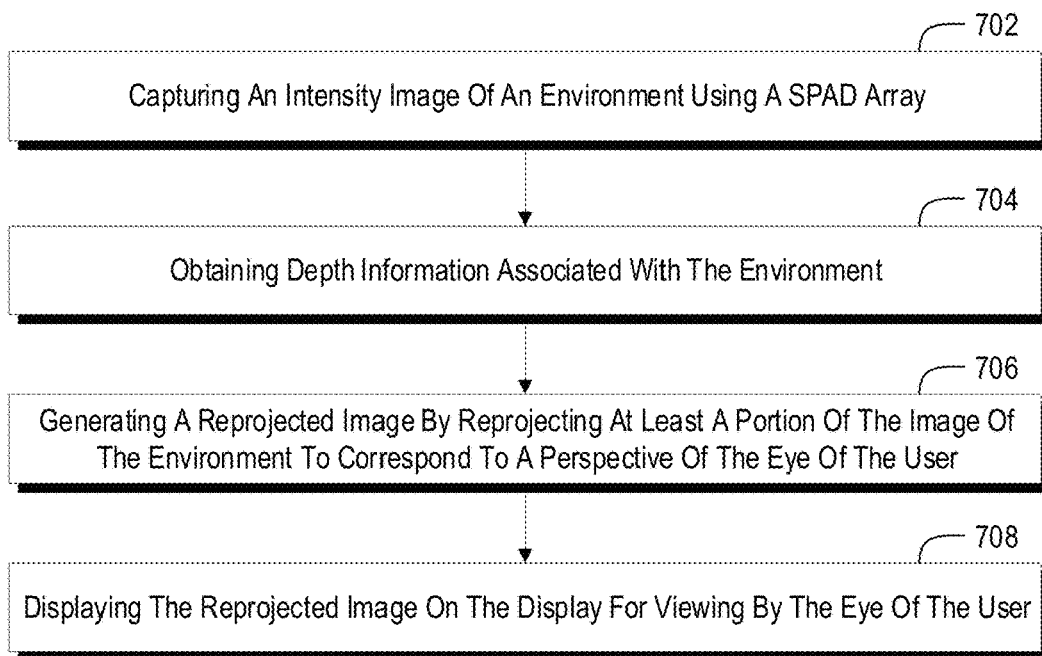 702
Capturing An Intensity Image Of An Environment Using A SPAD Array
704
Obtaining Depth Information Associated With The Environment
706
Generating A Reprojected Image By Reprojecting At Least A Portion Of The Image Of
The Environment To Correspond To A Perspective Of The Eye Of The User
708
Displaying The Reprojected Image On The Display For Viewing By The Eye Of The User